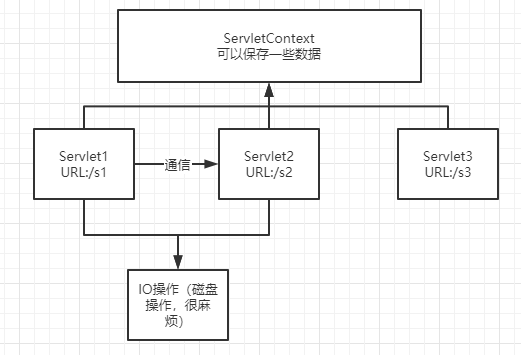 ServletContext
可以保存一些数据
Servlet1
URL:/s1
通信
Servlet2
URL:/s2
Servlet3
URL:/s3
IO操作（磁盘
操作，很麻
烦）